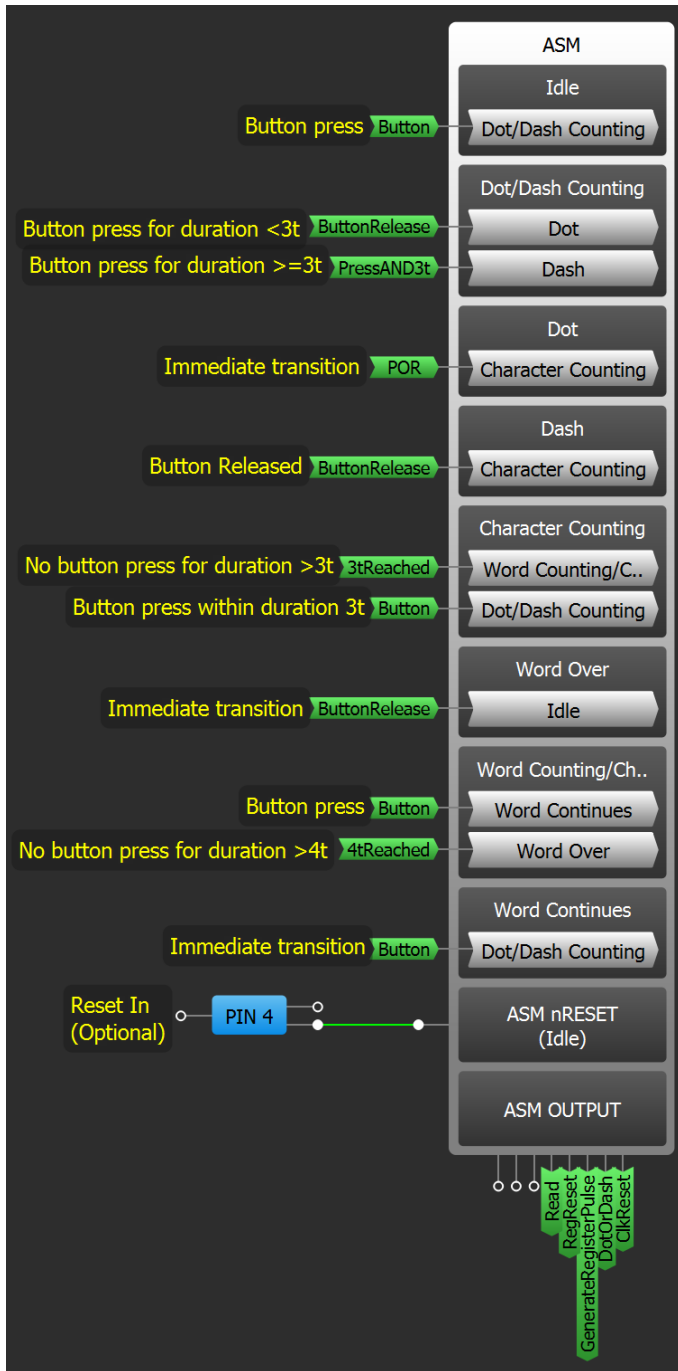 ASM
Idle
Button press Button Dot/Dash Counting
Dot/Dash Counting
Button press for duration <3t ButtonRelease Dot
Button press for duration >=3t PressAND3t Dash
Dot
Immediate transition POR Character Counting
Dash
Button Released ButtonRelease Character Counting
Character Counting
No button press for duration >3t 3tReached Word Counting/C..
Button press within duration 3t Button Dot/Dash Counting
Word Over
Immediate transition ButtonRelease Idle
Word Counting/Ch..
Button press Button Word Continues
No button press for duration >4t 4tReached Word Over
Word Continues
Immediate transition Button Dot/Dash Counting
Reset In
(Optional)
PIN 4
ASM nRESET
(Idle)
ASM OUTPUT
Read
RegReset
GenerateRegisterPulse
DotOrDash
ClkReset